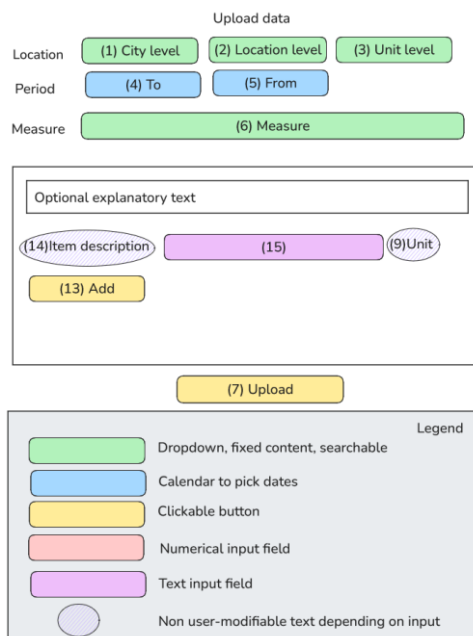 Upload data
Location (1) City level (2) Location level (3) Unit level
Period (4) To (5) From
Measure (6) Measure
Optional explanatory text
(14)Item description (15) (9)Unit
(13) Add
(7) Upload
Legend
Dropdown, fixed content, searchable
Calendar to pick dates
Clickable button
Numerical input field
Text input field
Non user-modifiable text depending on input